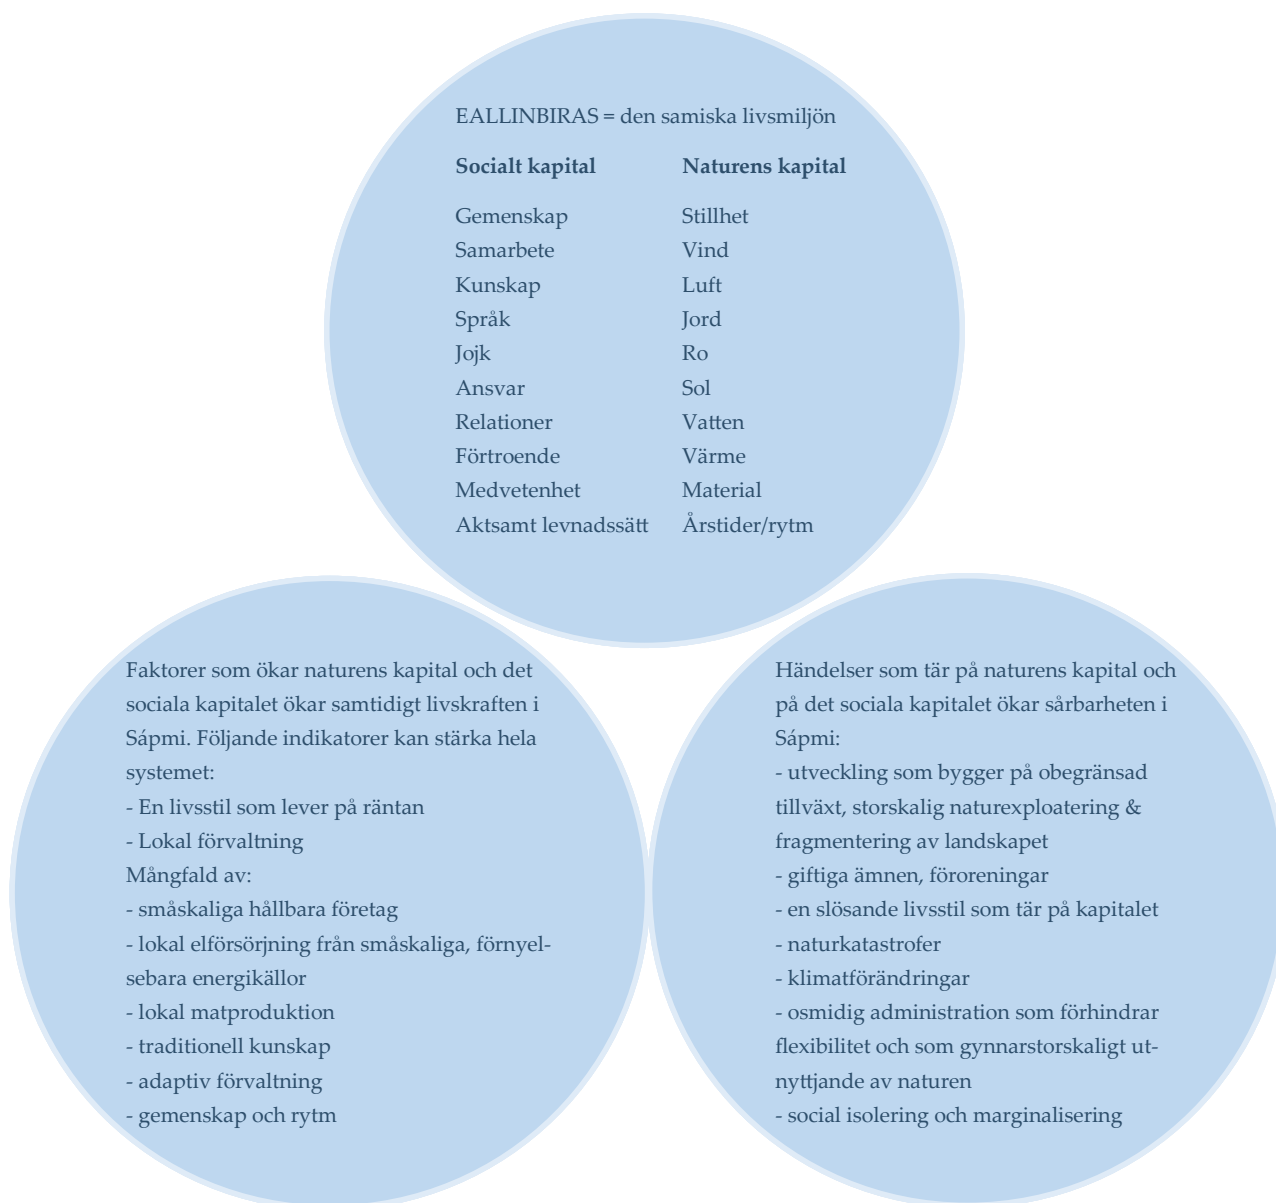 EALLINBIRAS = den samiska livsmiljön
Socialt kapital Naturens kapital
Gemenskap Stillhet
Samarbete Vind
Kunskap Luft
Språk Jord
Jojk Ro
Ansvar Sol
Relationer Vatten
Förtroende Värme
Medvetenhet Material
Aktsamt levnadssätt Årstider/rytm
Faktorer som ökar naturens kapital och det
sociala kapitalet ökar samtidigt livskraften i
Sápmi. Följande indikatorer kan stärka hela
systemet:
- En livsstil som lever på räntan
- Lokal förvaltning
Mångfald av:
- småskaliga hållbara företag
- lokal elförsörjning från småskaliga, förnyel-
sebara energikällor
- lokal matproduktion
- traditionell kunskap
- adaptiv förvaltning
- gemenskap och rytm
Händelser som tär på naturens kapital och
på det sociala kapitalet ökar sårbarheten i
Sápmi:
- utveckling som bygger på obegränsad
tillväxt, storskalig naturexploatering &
fragmentering av landskapet
- giftiga ämnen, föroreningar
- en slösande livsstil som tär på kapitalet
- naturkatastrofer
- klimatförändringar
- osmidig administration som förhindrar
flexibilitet och som gynnarstorskaligt ut-
nyttjande av naturen
- social isolering och marginalisering